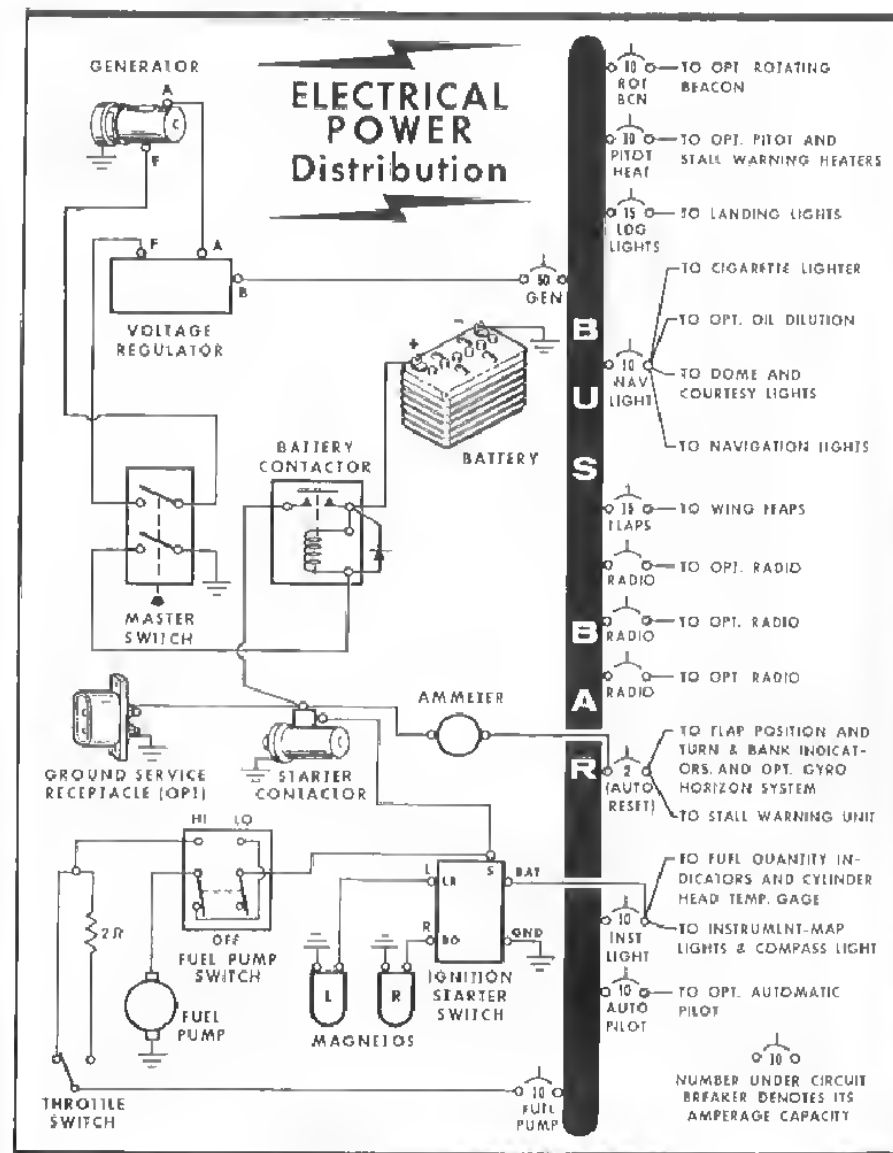 ELECTRICAL
POWER
Distribution
GENERATOR
A
C
F
F
A
B
VOLTAGE
REGULATOR
50
GEN
+
-
BATTERY
BATTERY
CONTACTOR
MASTER
SWITCH
GROUND SERVICE
RECEPTACLE (OPT)
STARTER
CONTACTOR
C
AMMETER
HI
LO
OFF
FUEL PUMP
SWITCH
2Ω
FUEL
PUMP
THROTTLE
SWITCH
L
R
MAGNETOS
L
LR
S
BAT
R
GND
IGNITION
STARTER
SWITCH
10
FUEL
PUMP
BUS BAR
10
ROT
BCN
TO OPT. ROTATING
BEACON
10
PITOT
HEAT
TO OPT. PITOT AND
STALL WARNING HEATERS
15
LDG
LIGHTS
TO LANDING LIGHTS
10
NAV
LIGHT
TO CIGARETTE LIGHTER
TO OPT. OIL DILUTION
TO DOME AND
COURTESY LIGHTS
TO NAVIGATION LIGHTS
15
FLAPS
TO WING FLAPS
RADIO
TO OPT. RADIO
RADIO
TO OPT. RADIO
RADIO
TO OPT RADIO
2
(AUTO
RESET)
TO FLAP POSITION AND
TURN & BANK INDICAT-
ORS. AND OPT. GYRO
HORIZON SYSTEM
TO STALL WARNING UNIT
10
INST
LIGHT
TO FUEL QUANTITY IN-
DICATORS AND CYLINDER
HEAD TEMP. GAGE
TO INSTRUMENT-MAP
LIGHTS & COMPASS LIGHT
10
AUTO
PILOT
TO OPT. AUTOMATIC
PILOT
10
NUMBER UNDER CIRCUIT
BREAKER DENOTES ITS
AMPERAGE CAPACITY